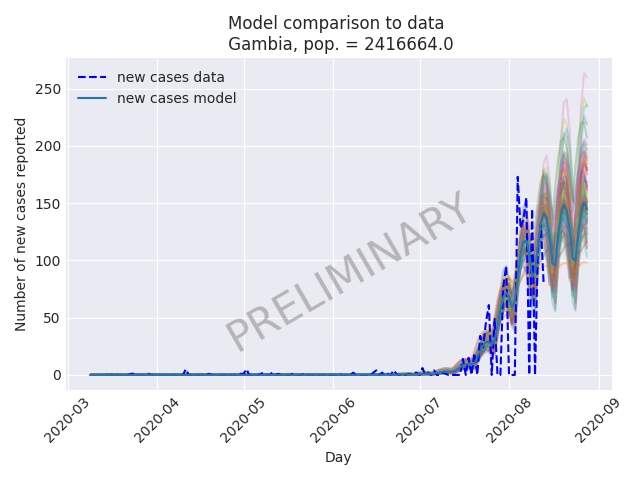 Model comparison to data
Gambia, pop. = 2416664.0
new cases data
new cases model
Number of new cases reported
250
200
150
100
50
0
PRELIMINARY
2020-03
2020-04
2020-05
2020-06
2020-07
2020-08
2020-09
Day